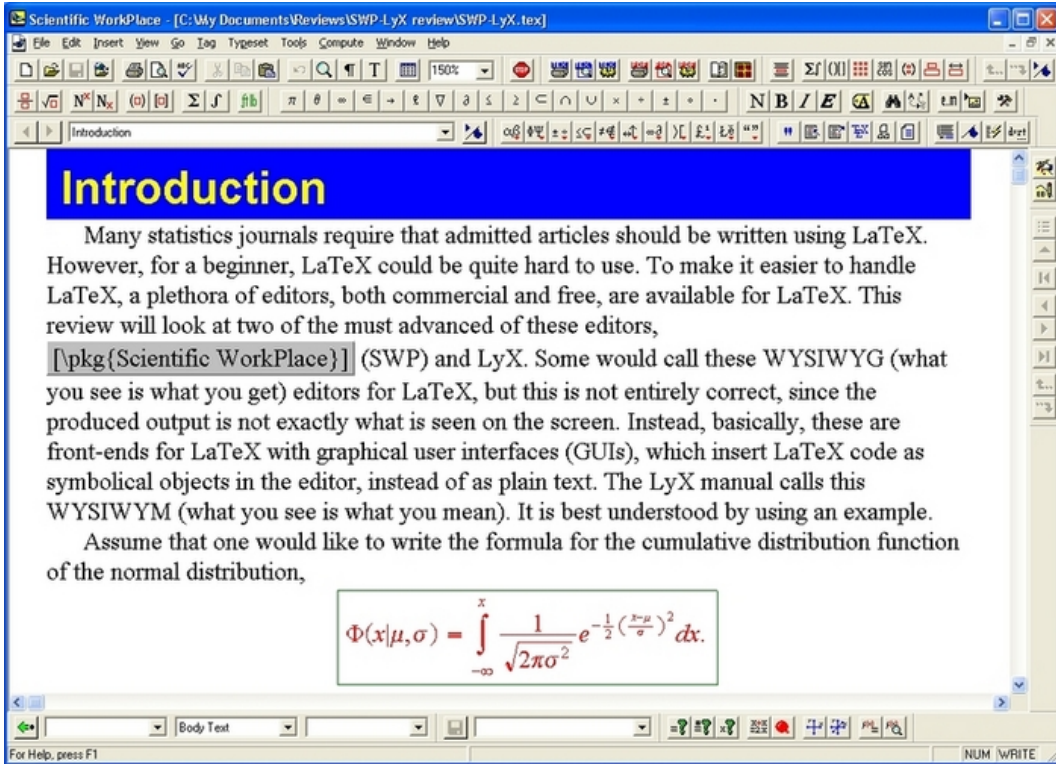 Scientific WorkPlace - [C:\My Documents\Reviews\SWP-LyX review\SWP-LyX.tex]
File Edit Insert View Go Tag Typeset Tools Compute Window Help
150%
N B I E
Introduction
Introduction
Many statistics journals require that admitted articles should be written using LaTeX.
However, for a beginner, LaTeX could be quite hard to use. To make it easier to handle
LaTeX, a plethora of editors, both commercial and free, are available for LaTeX. This
review will look at two of the must advanced of these editors,
[\pkg{Scientific WorkPlace}] (SWP) and LyX. Some would call these WYSIWYG (what
you see is what you get) editors for LaTeX, but this is not entirely correct, since the
produced output is not exactly what is seen on the screen. Instead, basically, these are
front-ends for LaTeX with graphical user interfaces (GUIs), which insert LaTeX code as
symbolical objects in the editor, instead of as plain text. The LyX manual calls this
WYSIWYM (what you see is what you mean). It is best understood by using an example.
Assume that one would like to write the formula for the cumulative distribution function
of the normal distribution,
Φ(x|μ,σ) = ∫_{-∞}^{x} 1/√(2πσ²) e^{-1/2((x-μ)/σ)²} dx.
Body Text
For Help, press F1
NUM WRITE